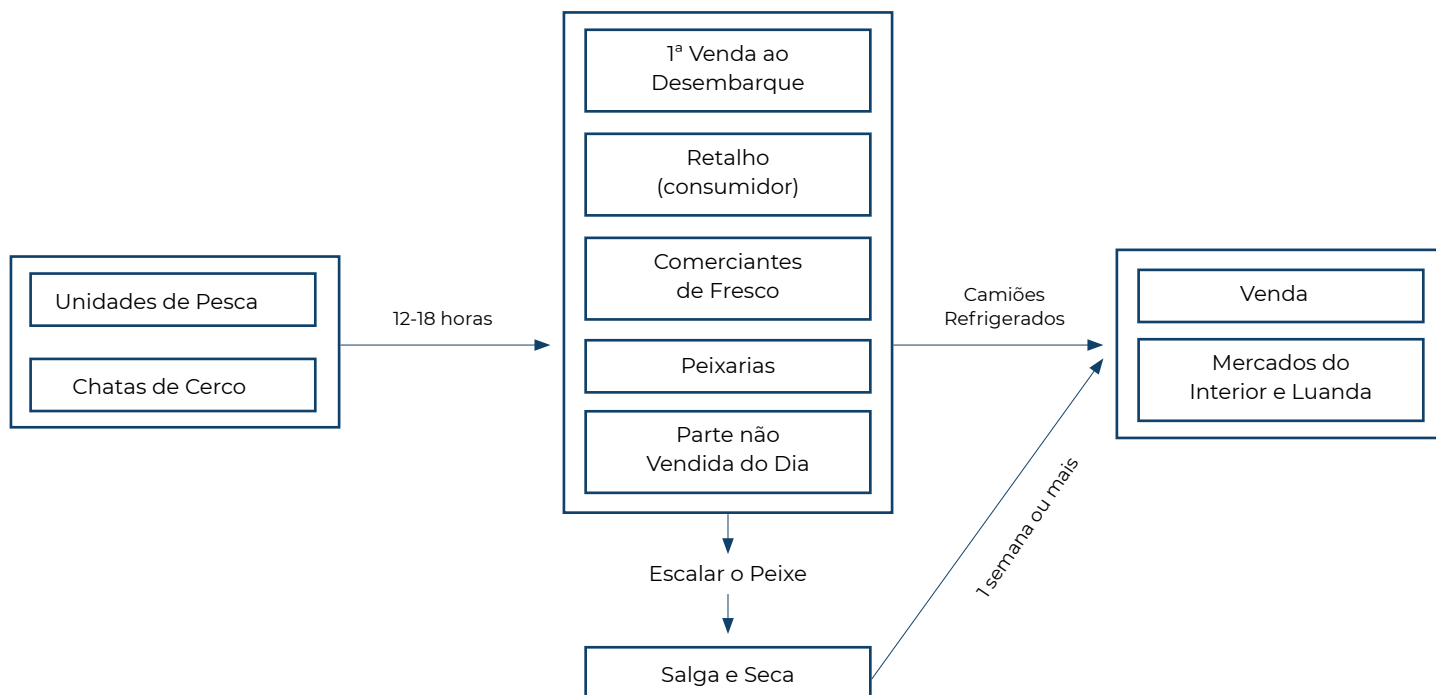 Unidades de Pesca
Chatas de Cerco
12-18 horas
1ª Venda ao
Desembarque
Retalho
(consumidor)
Comerciantes
de Fresco
Peixarias
Parte não
Vendida do Dia
Escalar o Peixe
Salga e Seca
Camiões
Refrigerados
1 semana ou mais
Venda
Mercados do
Interior e Luanda